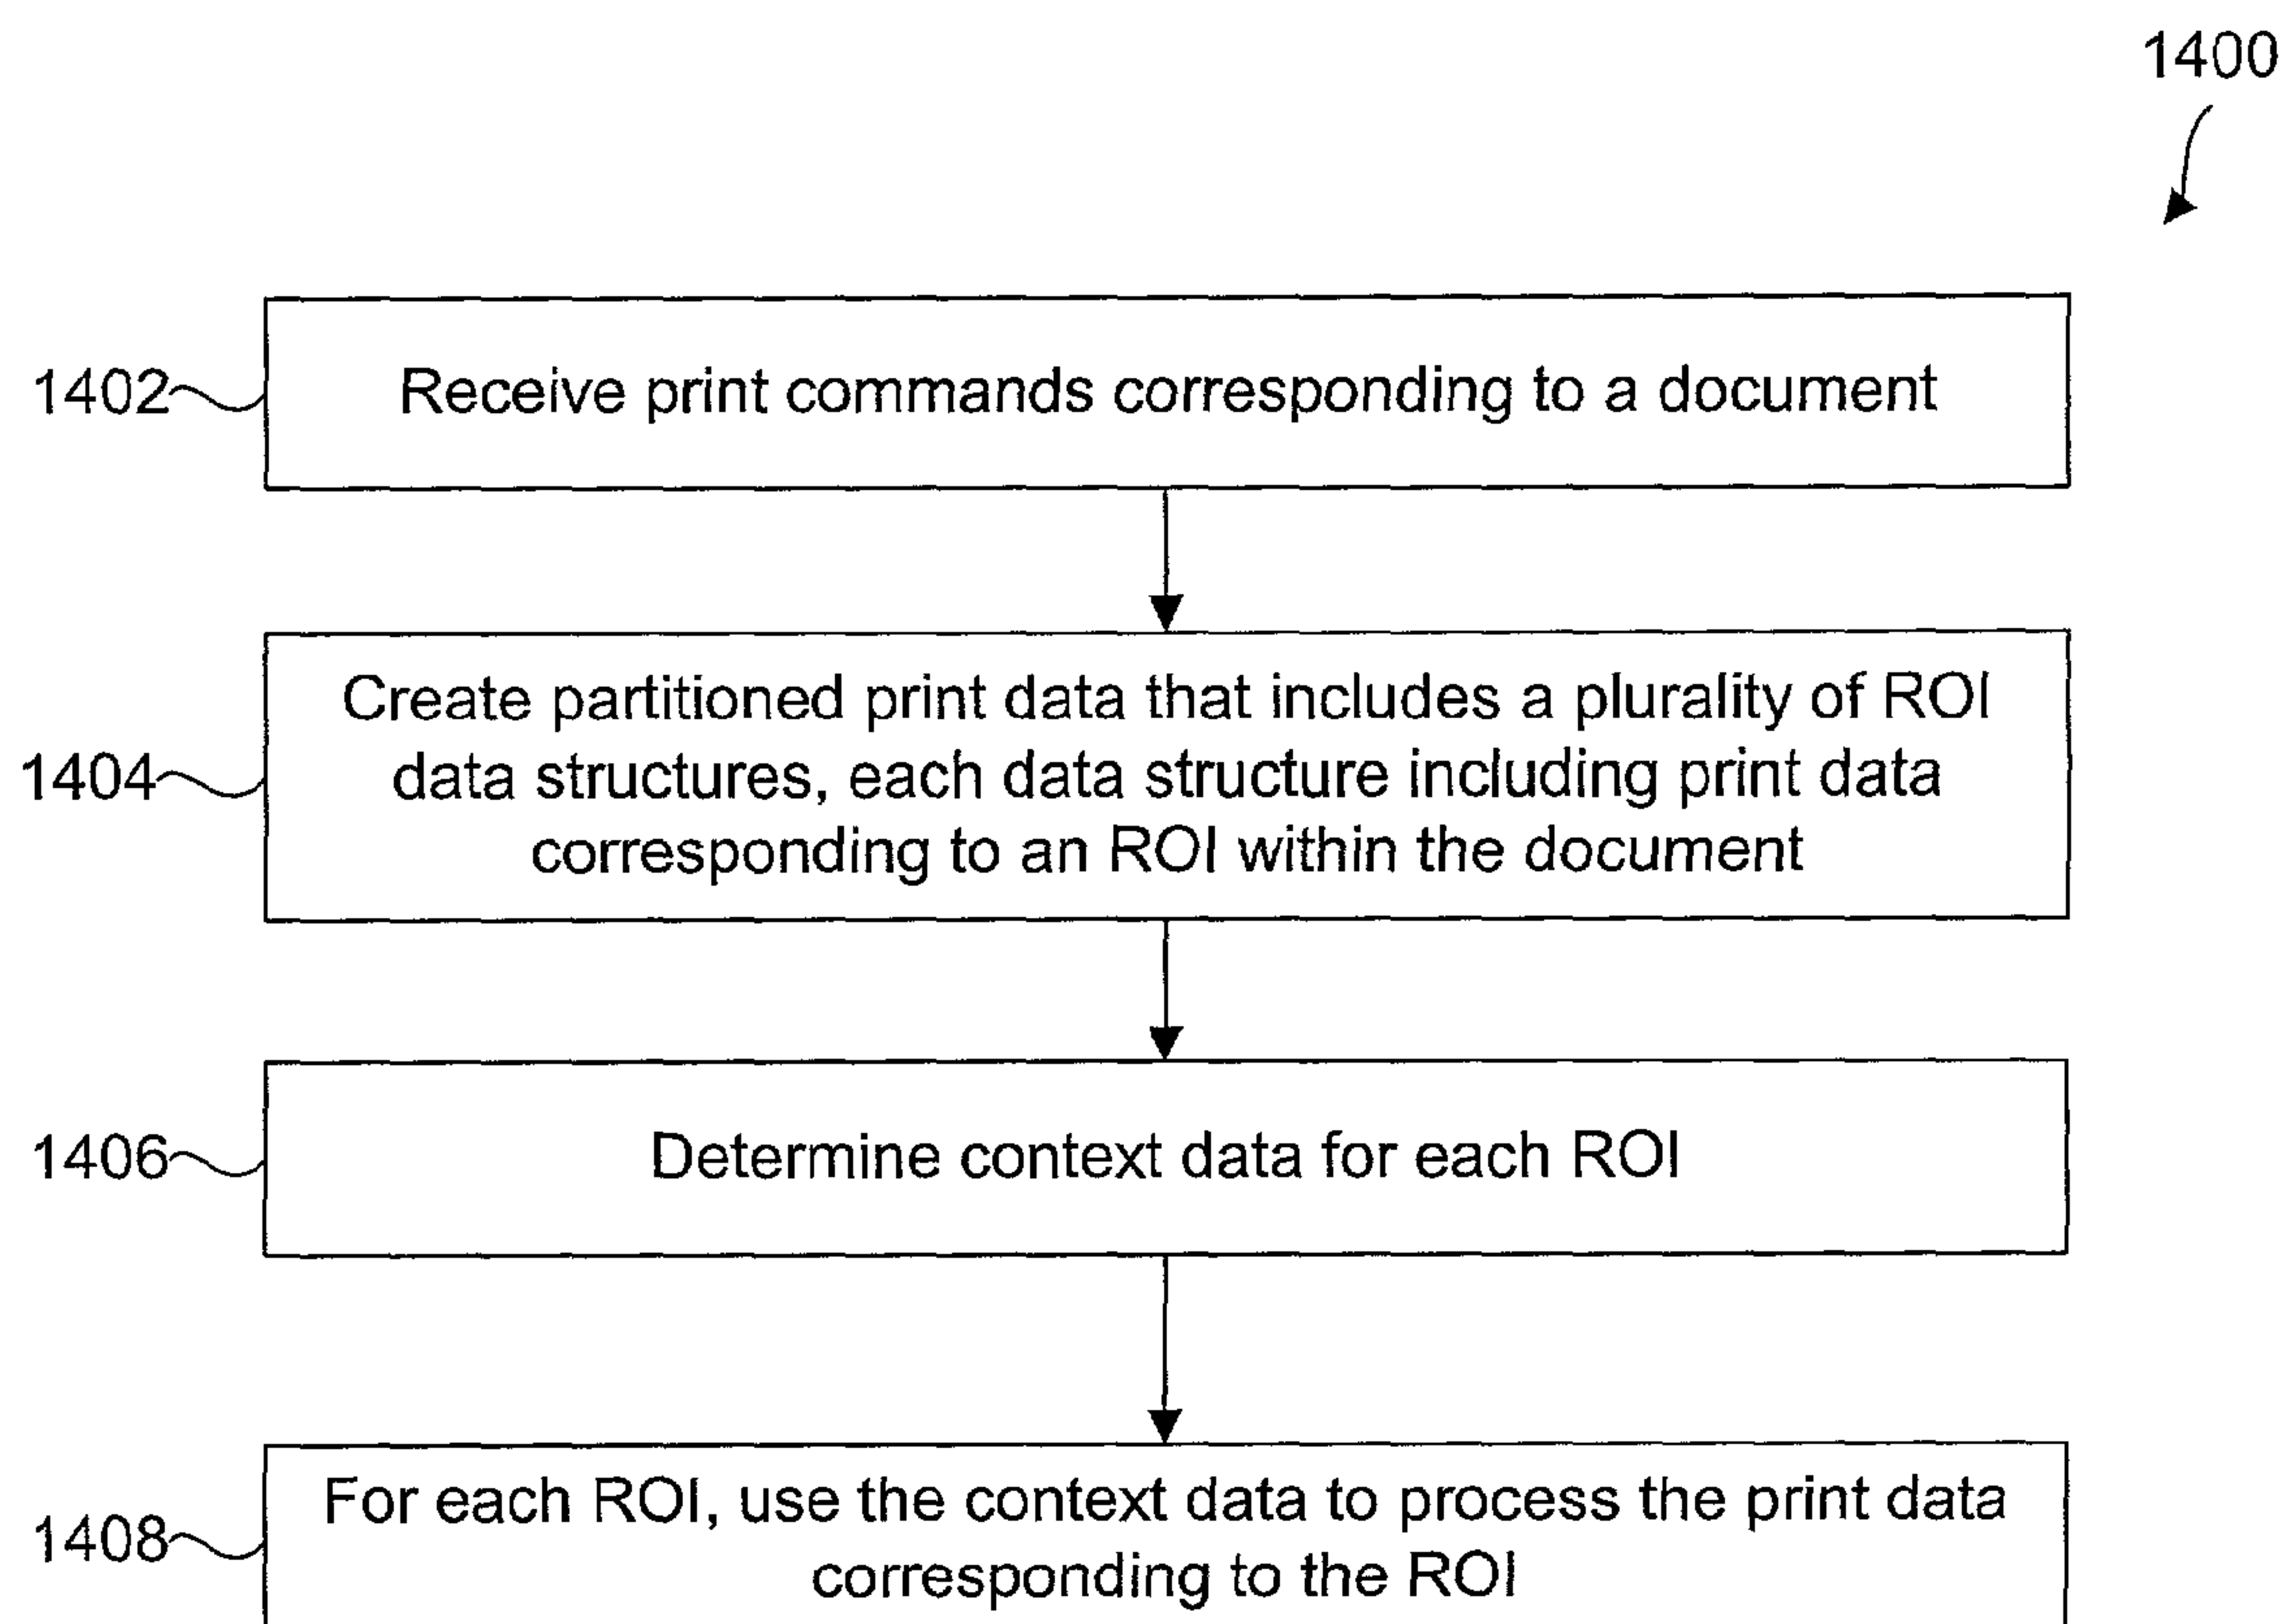 1400
1402
Receive print commands corresponding to a document
1404
Create partitioned print data that includes a plurality of ROI
data structures, each data structure including print data
corresponding to an ROI within the document
1406
Determine context data for each ROI
1408
For each ROI, use the context data to process the print data
corresponding to the ROI